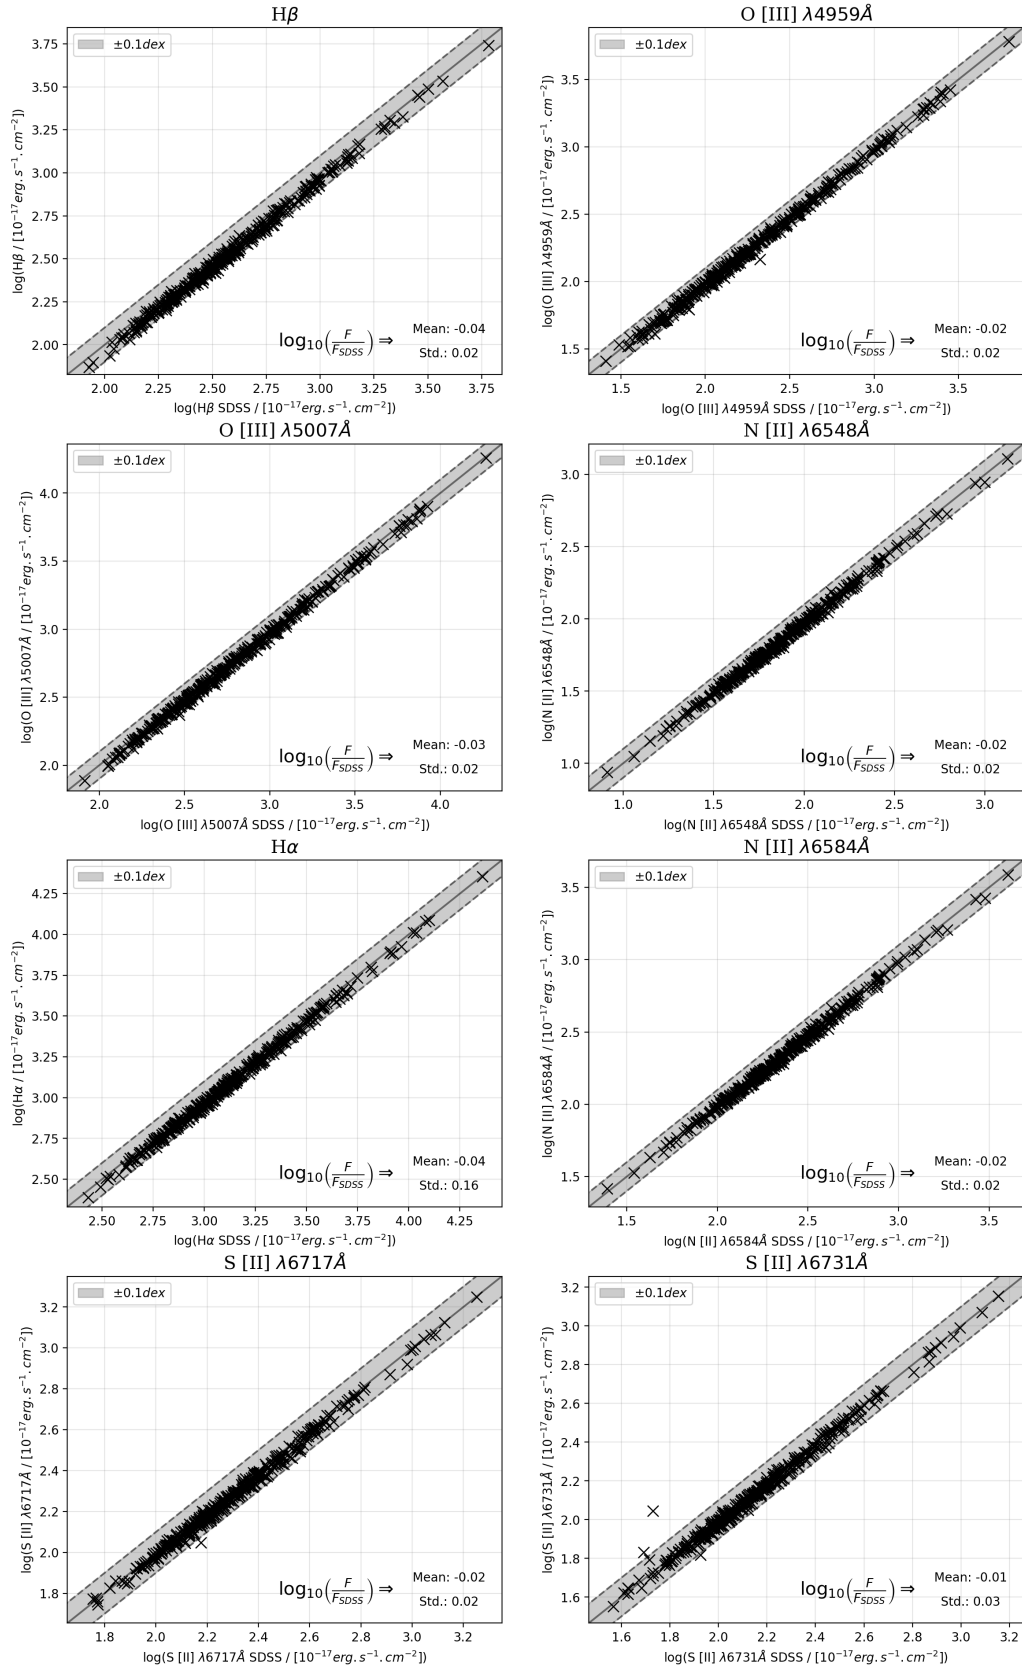 Hβ
±0.1dex
3.75
3.50
3.25
3.00
2.75
2.50
2.25
2.00
log(Hβ / [10⁻¹⁷erg.s⁻¹.cm⁻²])
log₁₀(F/F_SDSS) ⇒
Mean: -0.04
Std.: 0.02
2.00 2.25 2.50 2.75 3.00 3.25 3.50 3.75
log(Hβ SDSS / [10⁻¹⁷erg.s⁻¹.cm⁻²])
O [III] λ4959Å
±0.1dex
3.5
3.0
2.5
2.0
1.5
log(O [III] λ4959Å / [10⁻¹⁷erg.s⁻¹.cm⁻²])
log₁₀(F/F_SDSS) ⇒
Mean: -0.02
Std.: 0.02
1.5 2.0 2.5 3.0 3.5
log(O [III] λ4959Å SDSS / [10⁻¹⁷erg.s⁻¹.cm⁻²])
O [III] λ5007Å
±0.1dex
4.0
3.5
3.0
2.5
2.0
log(O [III] λ5007Å / [10⁻¹⁷erg.s⁻¹.cm⁻²])
log₁₀(F/F_SDSS) ⇒
Mean: -0.03
Std.: 0.02
2.0 2.5 3.0 3.5 4.0
log(O [III] λ5007Å SDSS / [10⁻¹⁷erg.s⁻¹.cm⁻²])
N [II] λ6548Å
±0.1dex
3.0
2.5
2.0
1.5
1.0
log(N [II] λ6548Å / [10⁻¹⁷erg.s⁻¹.cm⁻²])
log₁₀(F/F_SDSS) ⇒
Mean: -0.02
Std.: 0.02
1.0 1.5 2.0 2.5 3.0
log(N [II] λ6548Å SDSS / [10⁻¹⁷erg.s⁻¹.cm⁻²])
Hα
±0.1dex
4.25
4.00
3.75
3.50
3.25
3.00
2.75
2.50
log(Hα / [10⁻¹⁷erg.s⁻¹.cm⁻²])
log₁₀(F/F_SDSS) ⇒
Mean: -0.04
Std.: 0.16
2.50 2.75 3.00 3.25 3.50 3.75 4.00 4.25
log(Hα SDSS / [10⁻¹⁷erg.s⁻¹.cm⁻²])
N [II] λ6584Å
±0.1dex
3.5
3.0
2.5
2.0
1.5
log(N [II] λ6584Å / [10⁻¹⁷erg.s⁻¹.cm⁻²])
log₁₀(F/F_SDSS) ⇒
Mean: -0.02
Std.: 0.02
1.5 2.0 2.5 3.0 3.5
log(N [II] λ6584Å SDSS / [10⁻¹⁷erg.s⁻¹.cm⁻²])
S [II] λ6717Å
±0.1dex
3.2
3.0
2.8
2.6
2.4
2.2
2.0
1.8
log(S [II] λ6717Å / [10⁻¹⁷erg.s⁻¹.cm⁻²])
log₁₀(F/F_SDSS) ⇒
Mean: -0.02
Std.: 0.02
1.8 2.0 2.2 2.4 2.6 2.8 3.0 3.2
log(S [II] λ6717Å SDSS / [10⁻¹⁷erg.s⁻¹.cm⁻²])
S [II] λ6731Å
±0.1dex
3.2
3.0
2.8
2.6
2.4
2.2
2.0
1.8
1.6
log(S [II] λ6731Å / [10⁻¹⁷erg.s⁻¹.cm⁻²])
log₁₀(F/F_SDSS) ⇒
Mean: -0.01
Std.: 0.03
1.6 1.8 2.0 2.2 2.4 2.6 2.8 3.0 3.2
log(S [II] λ6731Å SDSS / [10⁻¹⁷erg.s⁻¹.cm⁻²])